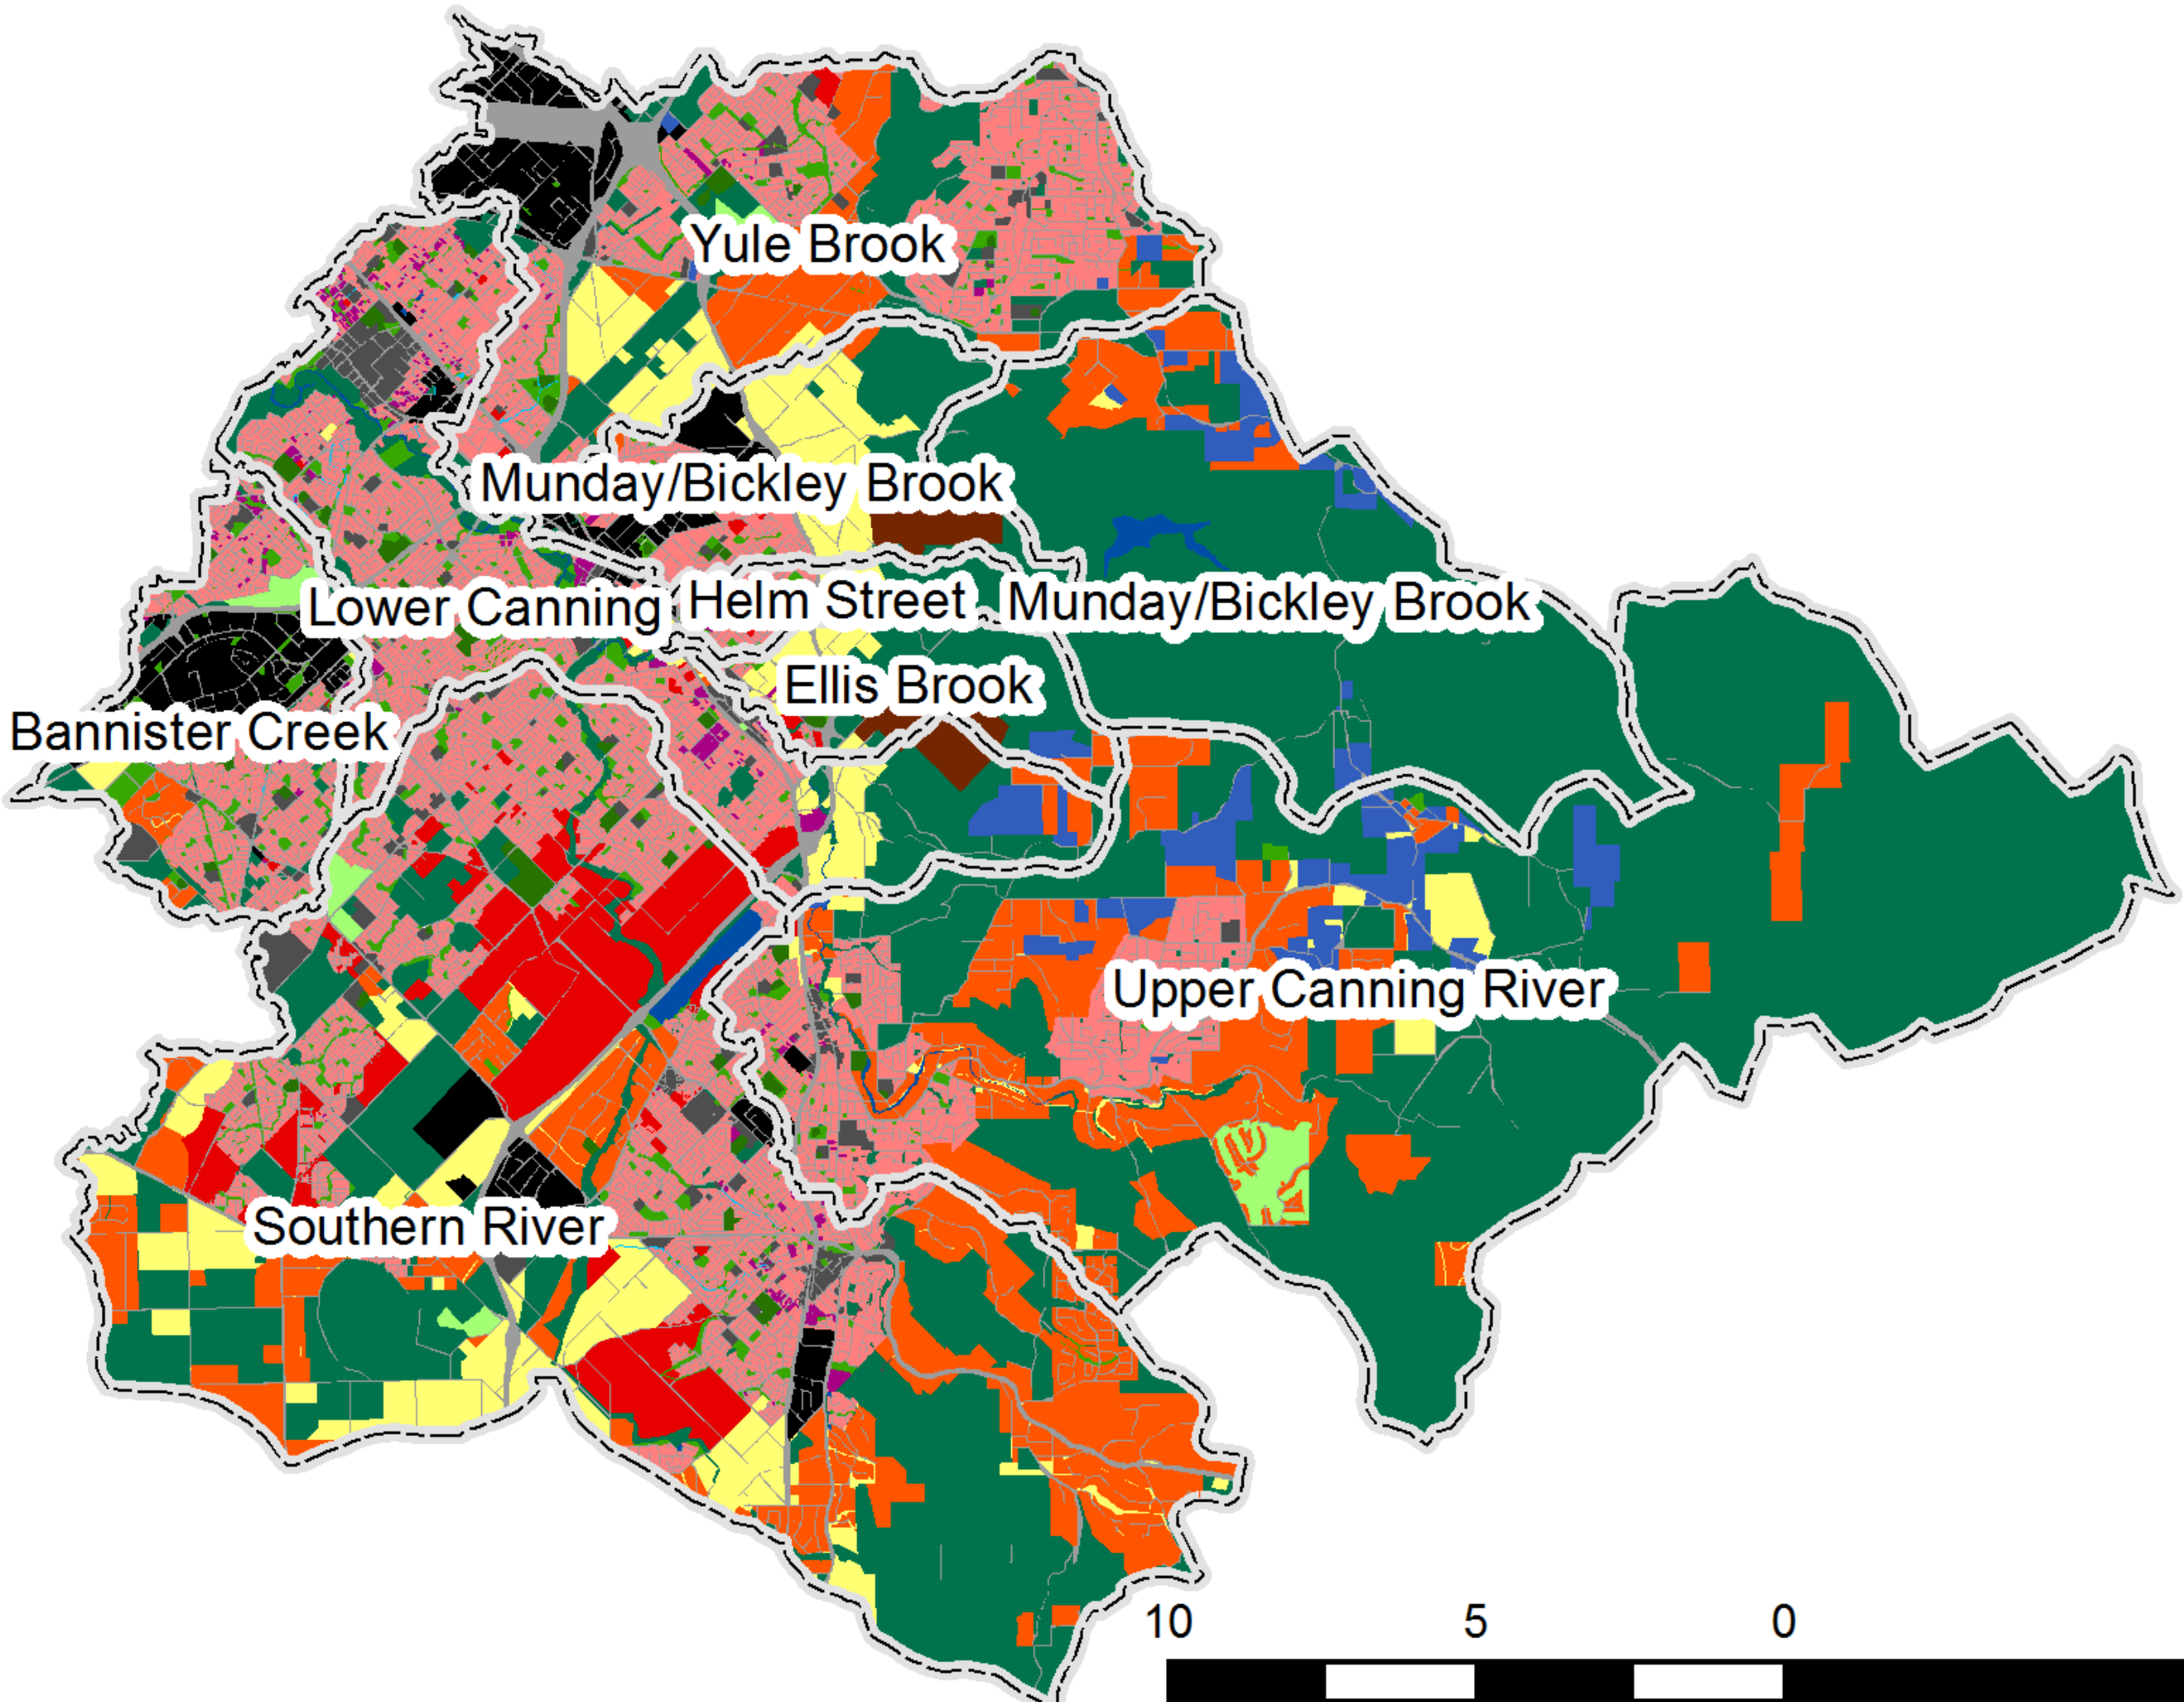 Yule Brook
Munday/Bickley Brook
Lower Canning
Helm Street
Munday/Bickley Brook
Ellis Brook
Bannister Creek
Upper Canning River
Southern River
10 5 0